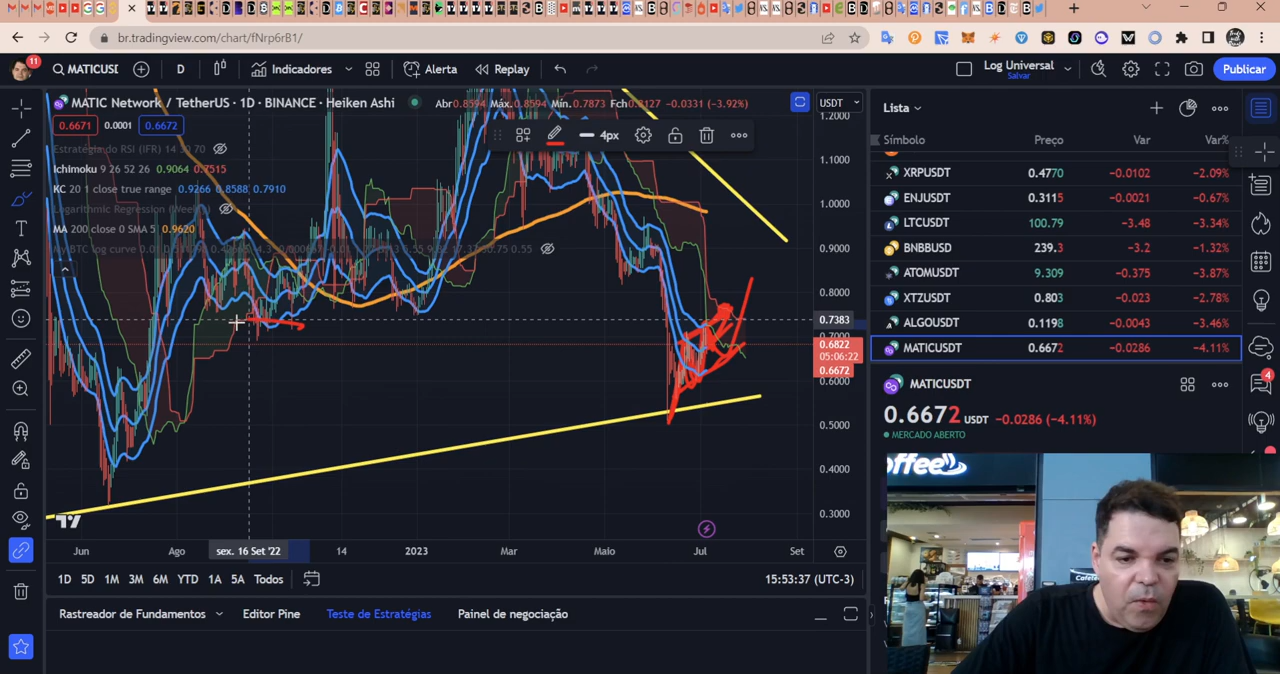 br.tradingview.com/chart/fNrp6rB1/
11
MATICUSI
D
Indicadores
Alerta
Replay
Log Universal
Salvar
Publicar
MATIC Network / TetherUS · 1D · BINANCE · Heiken Ashi
Abr0.8594 Máx.0.8594 Mín.0.7873 Fch0.8127 -0.0331 (-3.92%)
USDT
0.6671 0.0001 0.6672
4px
Estratégia do RSI (IFR) 14 30 70
Ichimoku 9 26 52 26 0.9064 0.7515
KC 20 1 close true range 0.9266 0.8588 0.7910
Logarithmic Regression
MA 200 close 0 SMA 5 0.9620
BTC log curve
1.2000
1.1000
1.0000
0.9000
0.8000
0.7383
0.7000
0.6822
05:06:22
0.6672
0.6000
0.5000
0.4000
0.3000
Jun
Ago
sex. 16 Set '22
14
2023
Mar
Maio
Jul
Set
1D 5D 1M 3M 6M YTD 1A 5A Todos
15:53:37 (UTC-3)
Rastreador de Fundamentos
Editor Pine
Teste de Estratégias
Painel de negociação
Lista
Símbolo Preço Var Var%
XRPUSDT 0.4770 -0.0102 -2.09%
ENJUSDT 0.3115 -0.0021 -0.67%
LTCUSDT 100.79 -3.48 -3.34%
BNBBUSD 239.3 -3.2 -1.32%
ATOMUSDT 9.309 -0.375 -3.87%
XTZUSDT 0.803 -0.023 -2.78%
ALGOUSDT 0.1198 -0.0043 -3.46%
MATICUSDT 0.6672 -0.0286 -4.11%
MATICUSDT
0.6672 USDT -0.0286 (-4.11%)
MERCADO ABERTO
4
offee